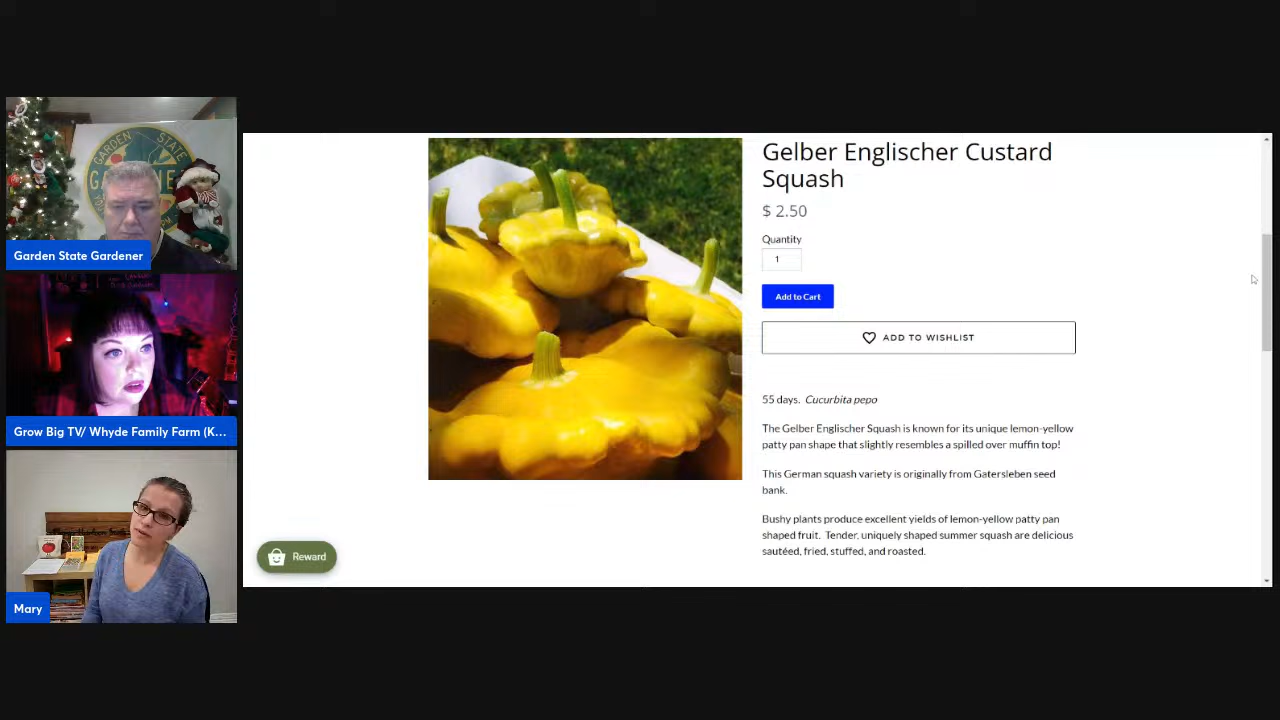 GARDEN STATE
Garden State Gardener
Grow Big TV/ Whyde Family Farm (K...
Mary
Gelber Englischer Custard
Squash
$ 2.50
Quantity
1
Add to Cart
ADD TO WISHLIST
55 days. Cucurbita pepo
The Gelber Englischer Squash is known for its unique lemon-yellow
patty pan shape that slightly resembles a spilled over muffin top!
This German squash variety is originally from Gatersleben seed
bank.
Bushy plants produce excellent yields of lemon-yellow patty pan
shaped fruit. Tender, uniquely shaped summer squash are delicious
sautéed, fried, stuffed, and roasted.
Reward